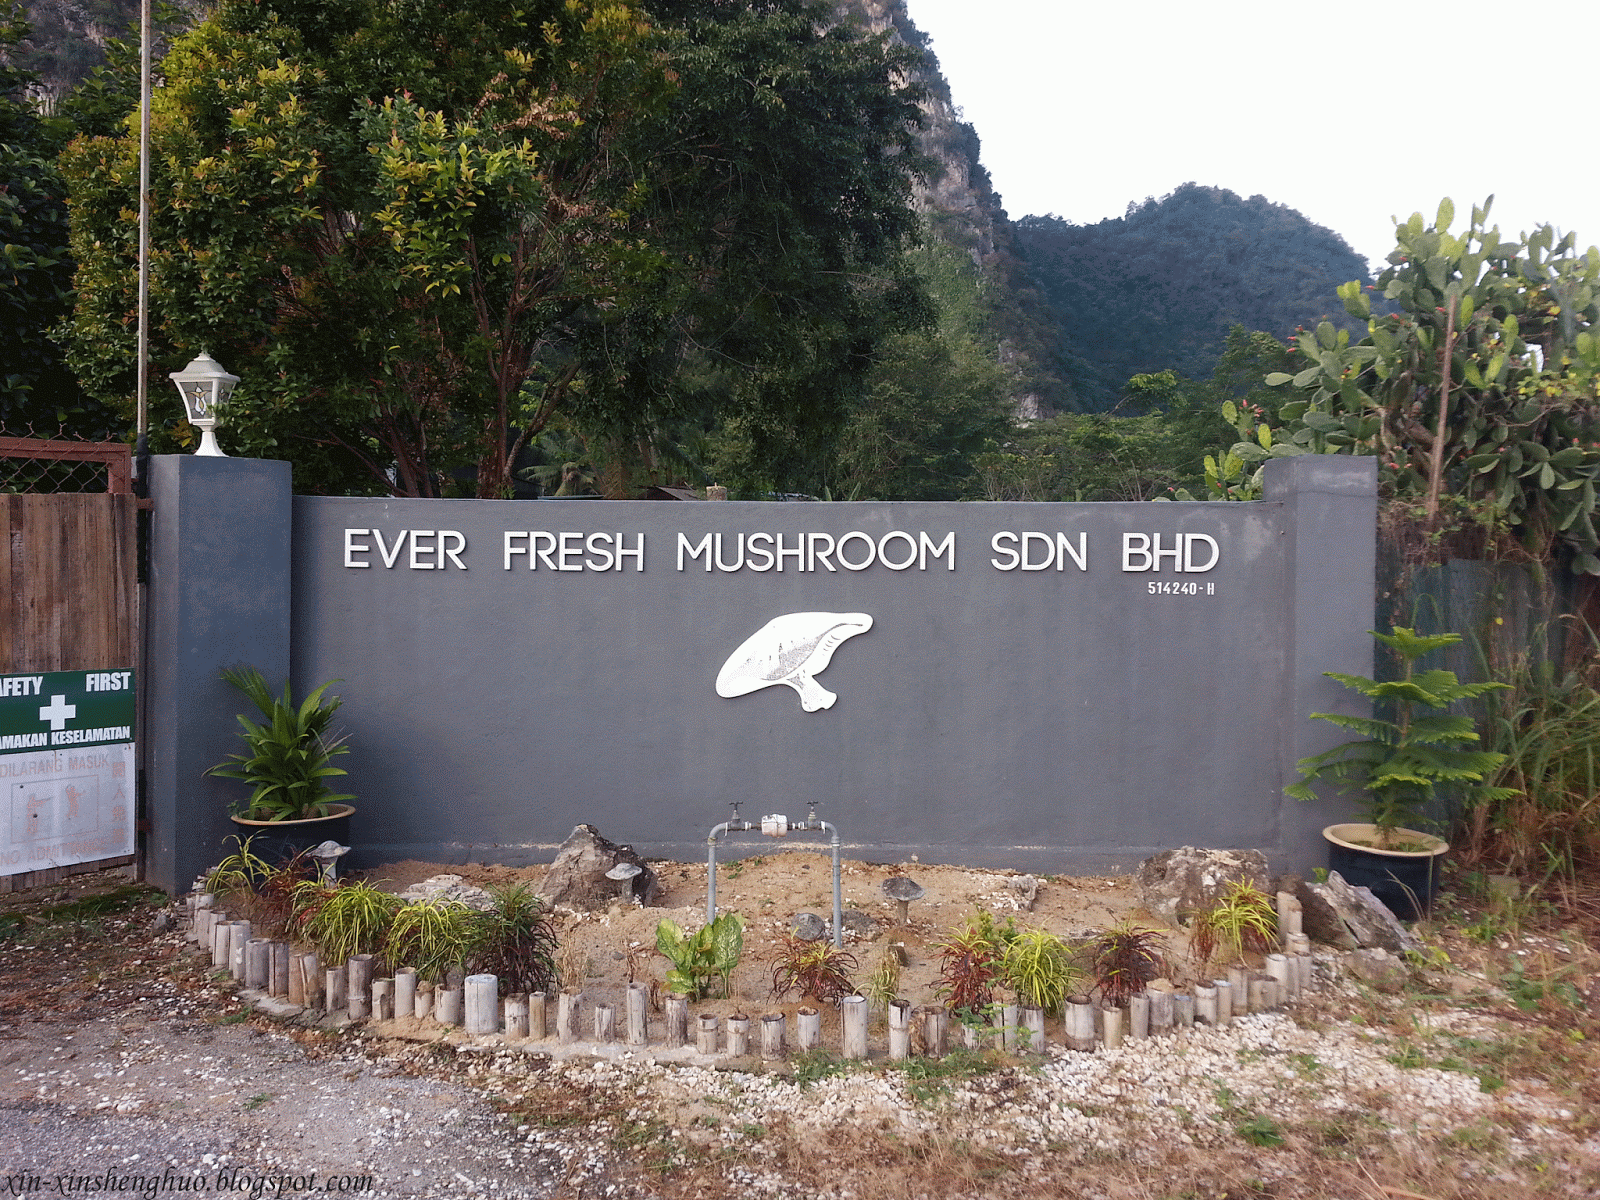 EVER FRESH MUSHROOM SDN BHD
514240-H
AFETY FIRST
AMAKAN KESELAMATAN
DILARANG MASUK
xin-xinshenghuo.blogspot.com